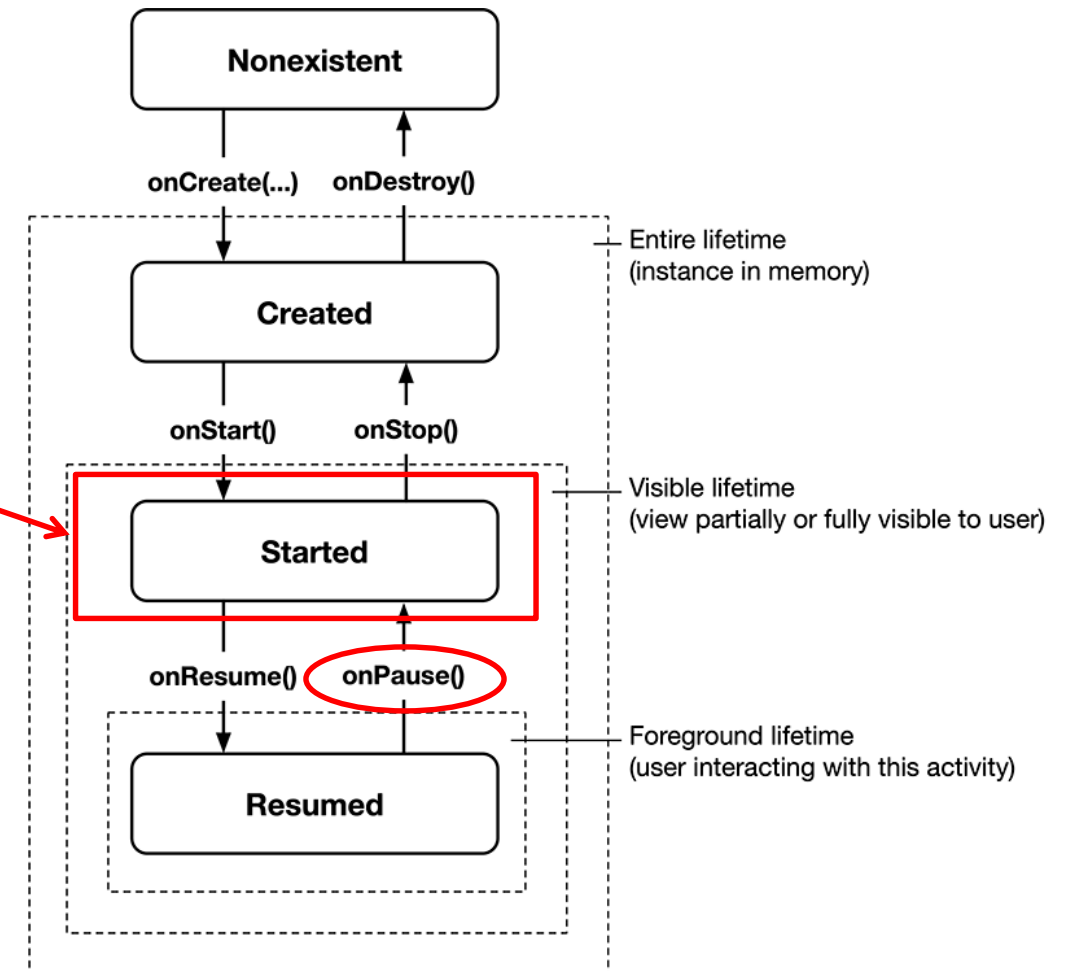 Nonexistent
onCreate(...) onDestroy()
Entire lifetime
(instance in memory)
Created
onStart() onStop()
Visible lifetime
(view partially or fully visible to user)
Started
onResume() onPause()
Foreground lifetime
(user interacting with this activity)
Resumed